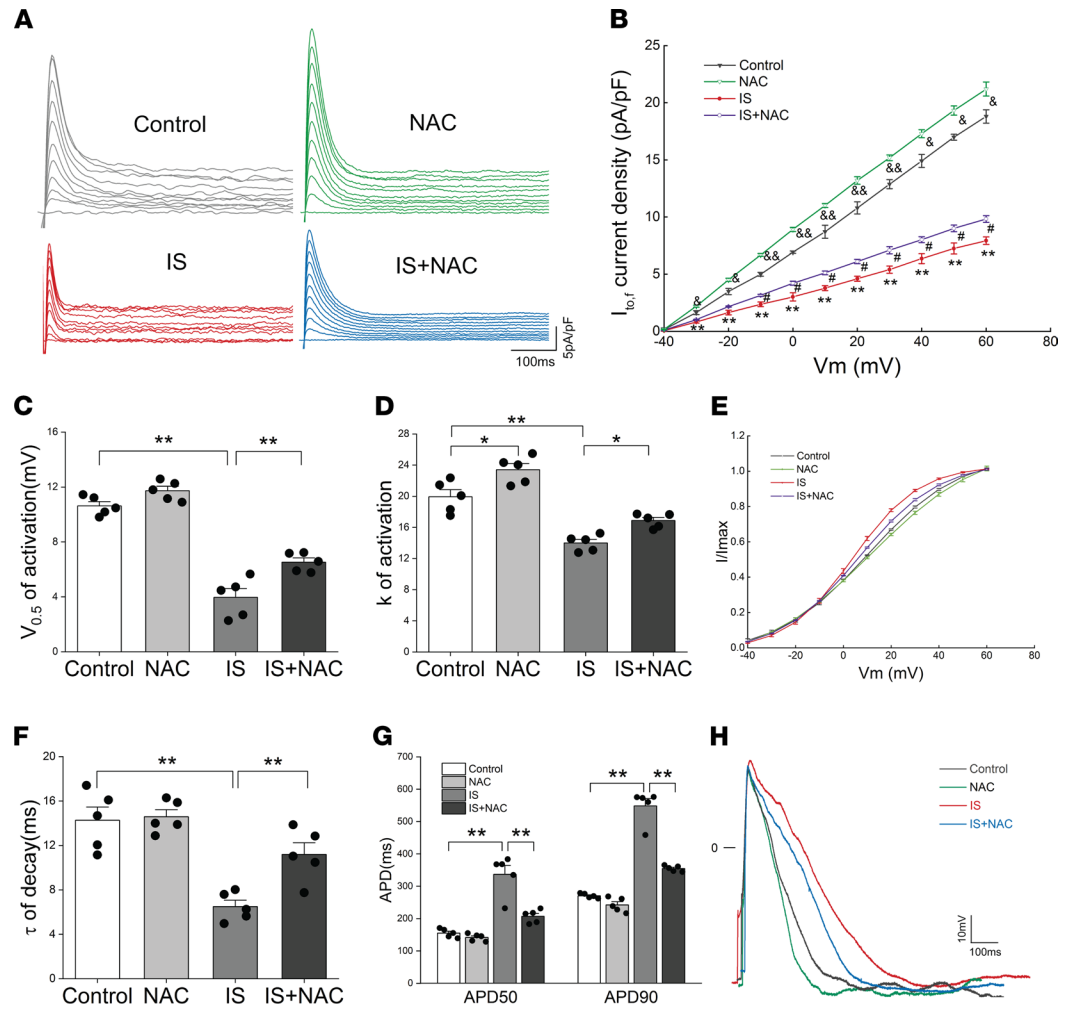 A
Control
NAC
IS
IS+NAC
100ms
5pA/pF
B
I to,f current density (pA/pF)
25
20
15
10
5
0
Control
NAC
IS
IS+NAC
& & && && && && && & & &
# # # # # # # #
** ** ** ** ** ** ** ** ** **
-40 -20 0 20 40 60 80
Vm (mV)
C
V0.5 of activation(mV)
16
12
8
4
0
** **
Control NAC IS IS+NAC
D
k of activation
28
24
20
16
12
8
4
0
**
* *
Control NAC IS IS+NAC
E
I/Imax
1.2
1.0
0.8
0.6
0.4
0.2
0.0
Control
NAC
IS
IS+NAC
-40 -20 0 20 40 60 80
Vm (mV)
F
τ of decay(ms)
20
16
12
8
4
0
** **
Control NAC IS IS+NAC
G
APD(ms)
700
600
500
400
300
200
100
0
Control
NAC
IS
IS+NAC
** **
** **
APD50 APD90
H
Control
NAC
IS
IS+NAC
0
10mV
100ms